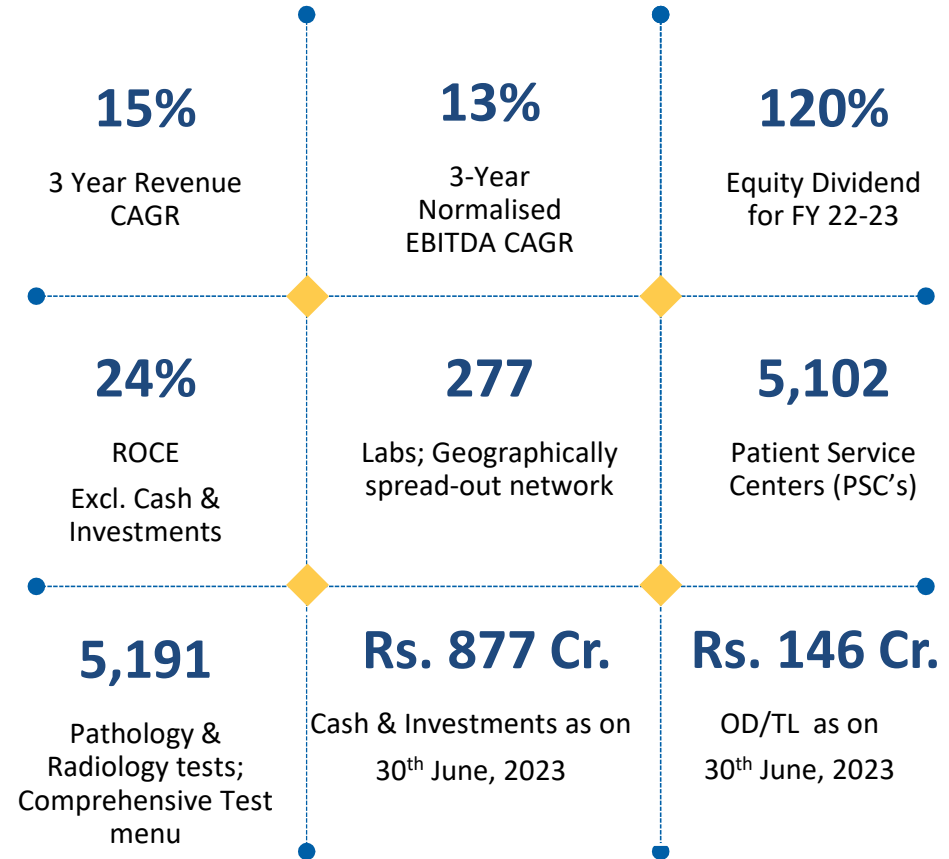 15%
3 Year Revenue
CAGR
13%
3-Year
Normalised
EBITDA CAGR
120%
Equity Dividend
for FY 22-23
24%
ROCE
Excl. Cash &
Investments
277
Labs; Geographically
spread-out network
5,102
Patient Service
Centers (PSC’s)
5,191
Pathology &
Radiology tests;
Comprehensive Test
menu
Rs. 877 Cr.
Cash & Investments as on
30th June, 2023
Rs. 146 Cr.
OD/TL as on
30th June, 2023